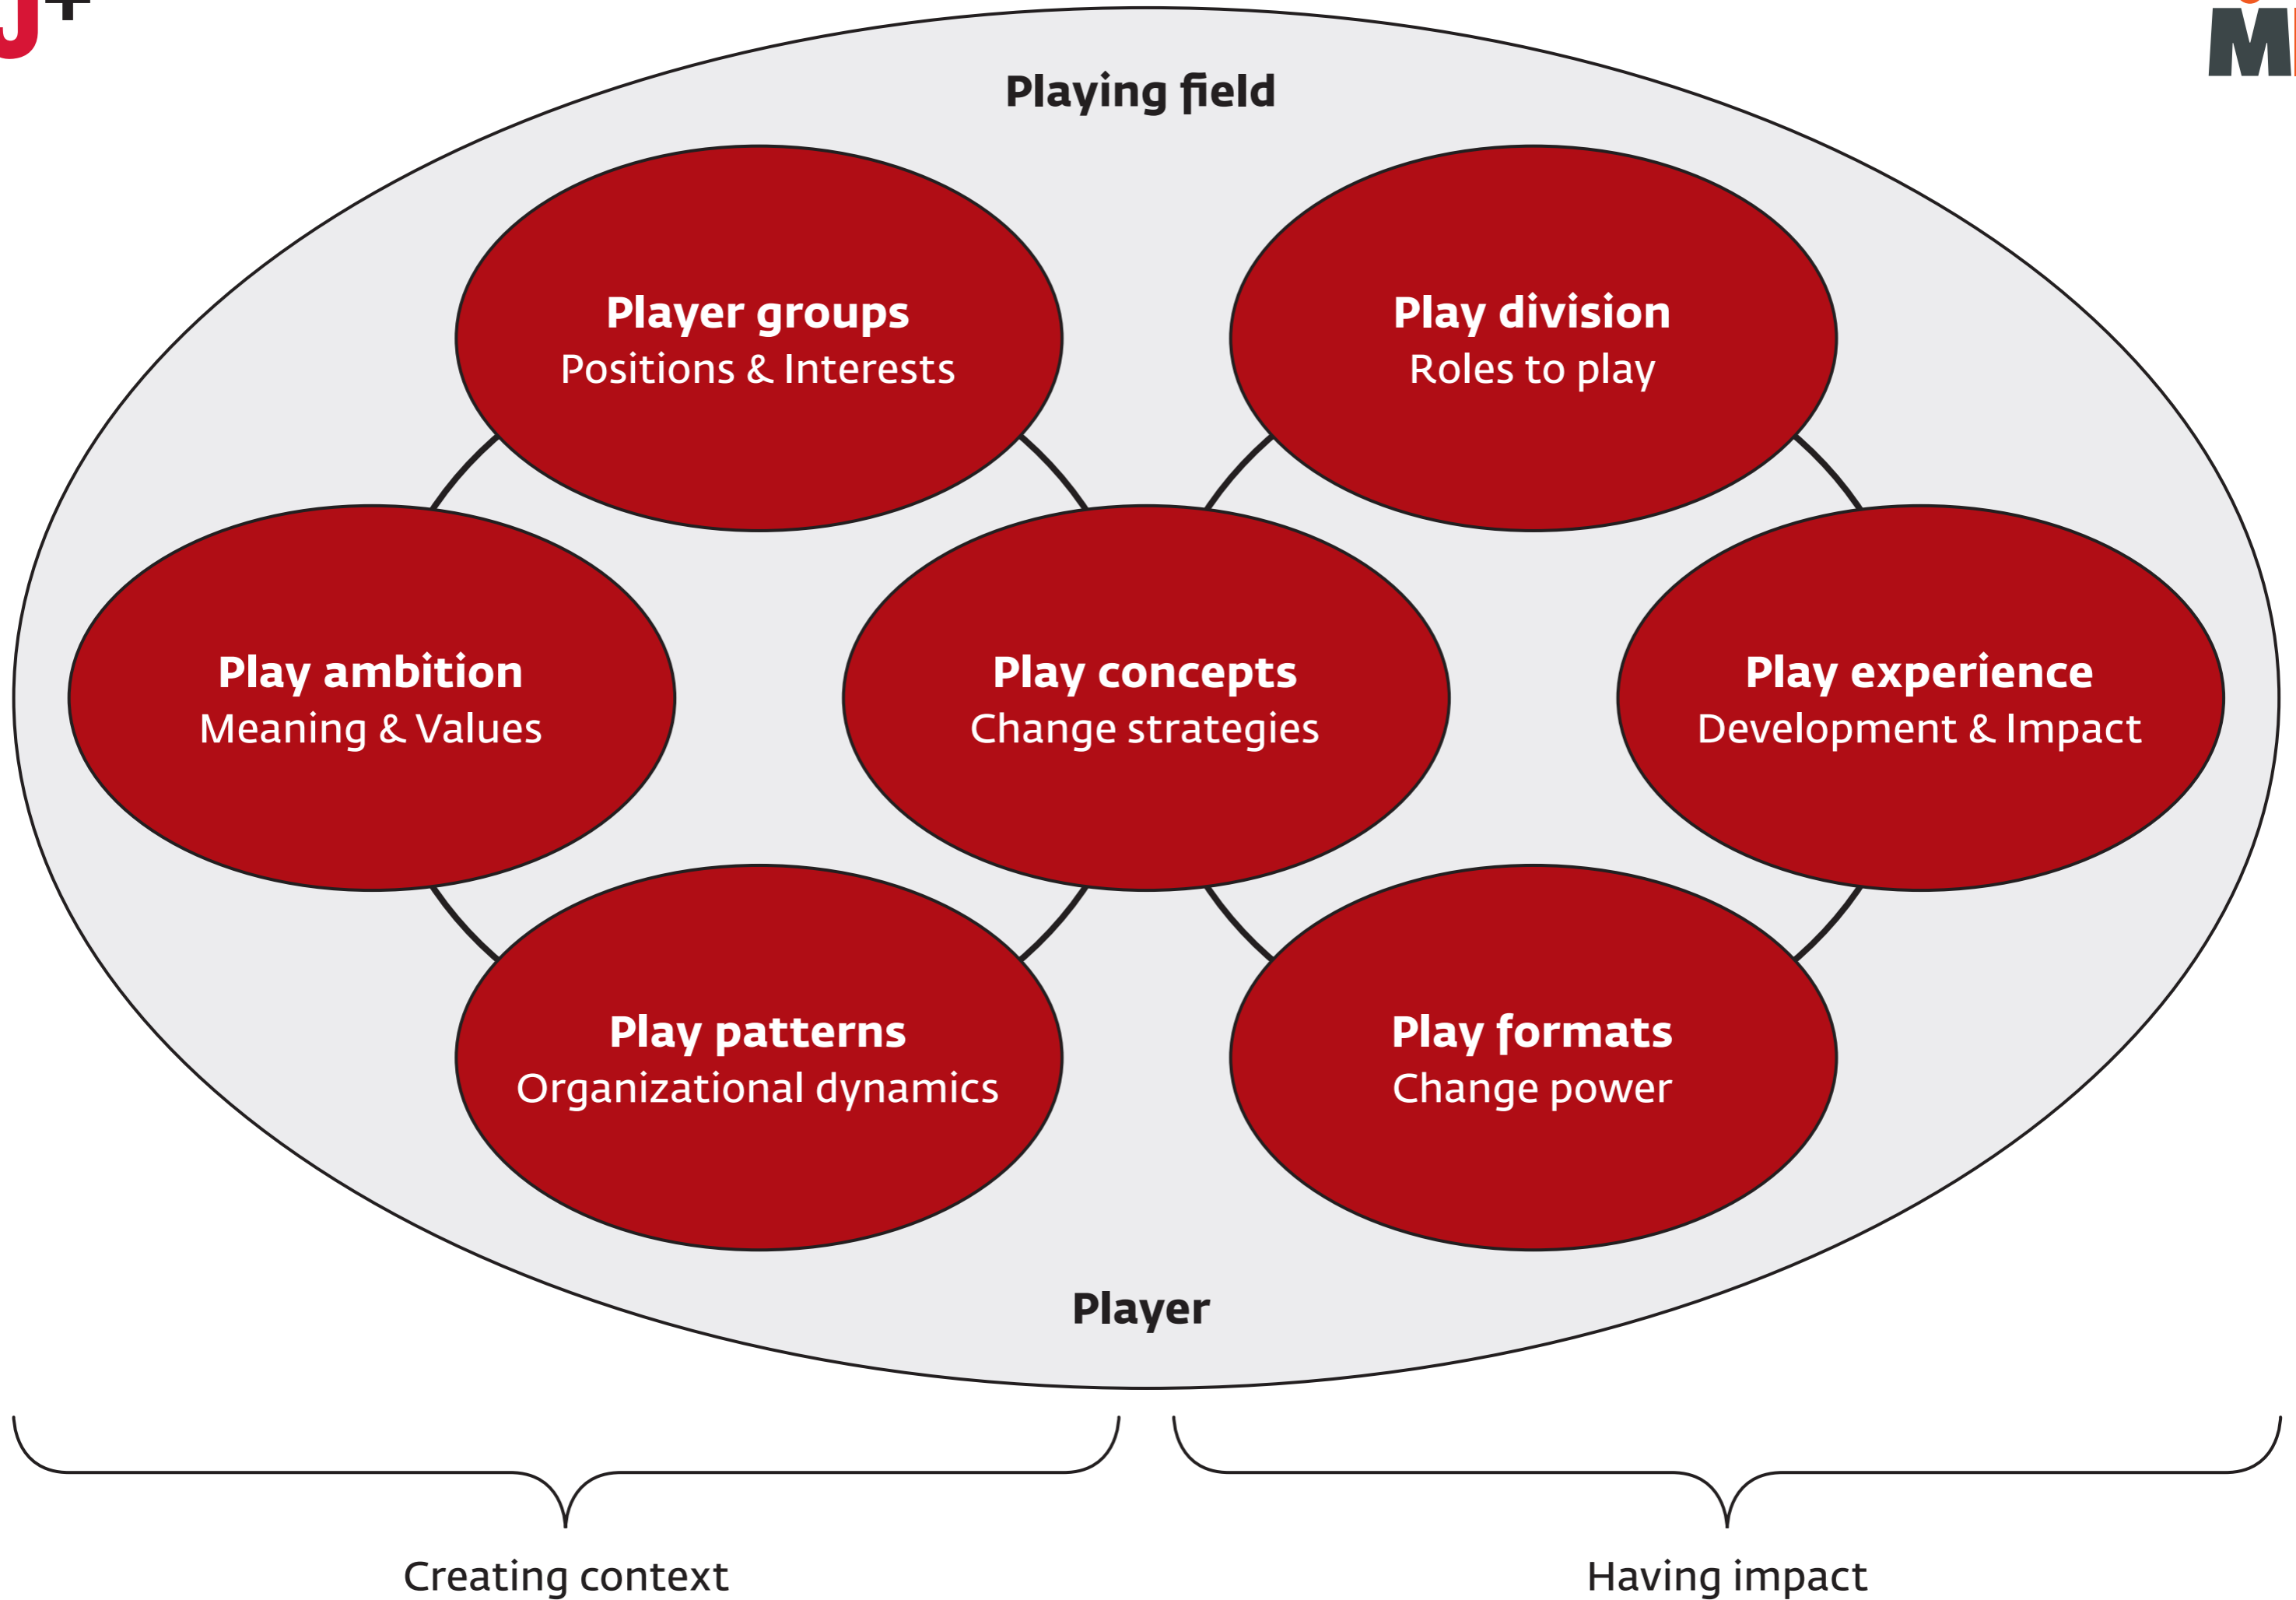 J+
M
Playing field
Player groups
Positions & Interests
Play division
Roles to play
Play ambition
Meaning & Values
Play concepts
Change strategies
Play experience
Development & Impact
Play patterns
Organizational dynamics
Play formats
Change power
Player
Creating context
Having impact